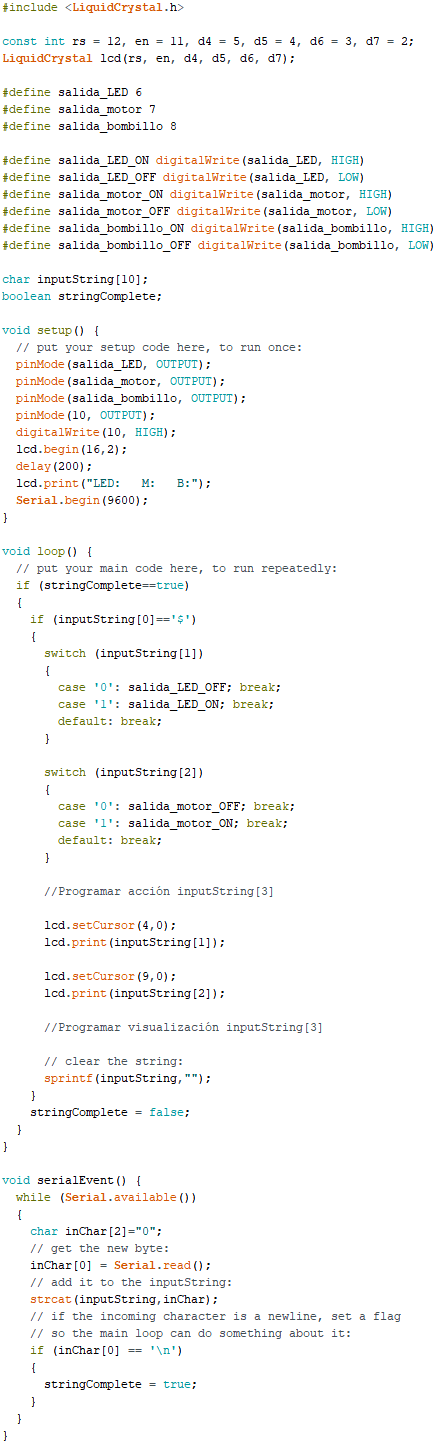 #include <LiquidCrystal.h>

const int rs = 12, en = 11, d4 = 5, d5 = 4, d6 = 3, d7 = 2;
LiquidCrystal lcd(rs, en, d4, d5, d6, d7);

#define salida_LED 6
#define salida_motor 7
#define salida_bombillo 8

#define salida_LED_ON digitalWrite(salida_LED, HIGH)
#define salida_LED_OFF digitalWrite(salida_LED, LOW)
#define salida_motor_ON digitalWrite(salida_motor, HIGH)
#define salida_motor_OFF digitalWrite(salida_motor, LOW)
#define salida_bombillo_ON digitalWrite(salida_bombillo, HIGH)
#define salida_bombillo_OFF digitalWrite(salida_bombillo, LOW)

char inputString[10];
boolean stringComplete;

void setup() {
  // put your setup code here, to run once:
  pinMode(salida_LED, OUTPUT);
  pinMode(salida_motor, OUTPUT);
  pinMode(salida_bombillo, OUTPUT);
  pinMode(10, OUTPUT);
  digitalWrite(10, HIGH);
  lcd.begin(16,2);
  delay(200);
  lcd.print("LED:   M:   B:");
  Serial.begin(9600);
}

void loop() {
  // put your main code here, to run repeatedly:
  if (stringComplete==true)
  {
    if (inputString[0]=='$')
    {
      switch (inputString[1])
      {
        case '0': salida_LED_OFF; break;
        case '1': salida_LED_ON; break;
        default: break;
      }

      switch (inputString[2])
      {
        case '0': salida_motor_OFF; break;
        case '1': salida_motor_ON; break;
        default: break;
      }

      //Programar acción inputString[3]

      lcd.setCursor(4,0);
      lcd.print(inputString[1]);

      lcd.setCursor(9,0);
      lcd.print(inputString[2]);

      //Programar visualización inputString[3]

      // clear the string:
      sprintf(inputString,"");
    }
    stringComplete = false;
  }
}

void serialEvent() {
  while (Serial.available())
  {
    char inChar[2]="0";
    // get the new byte:
    inChar[0] = Serial.read();
    // add it to the inputString:
    strcat(inputString,inChar);
    // if the incoming character is a newline, set a flag
    // so the main loop can do something about it:
    if (inChar[0] == '\n')
    {
      stringComplete = true;
    }
  }
}